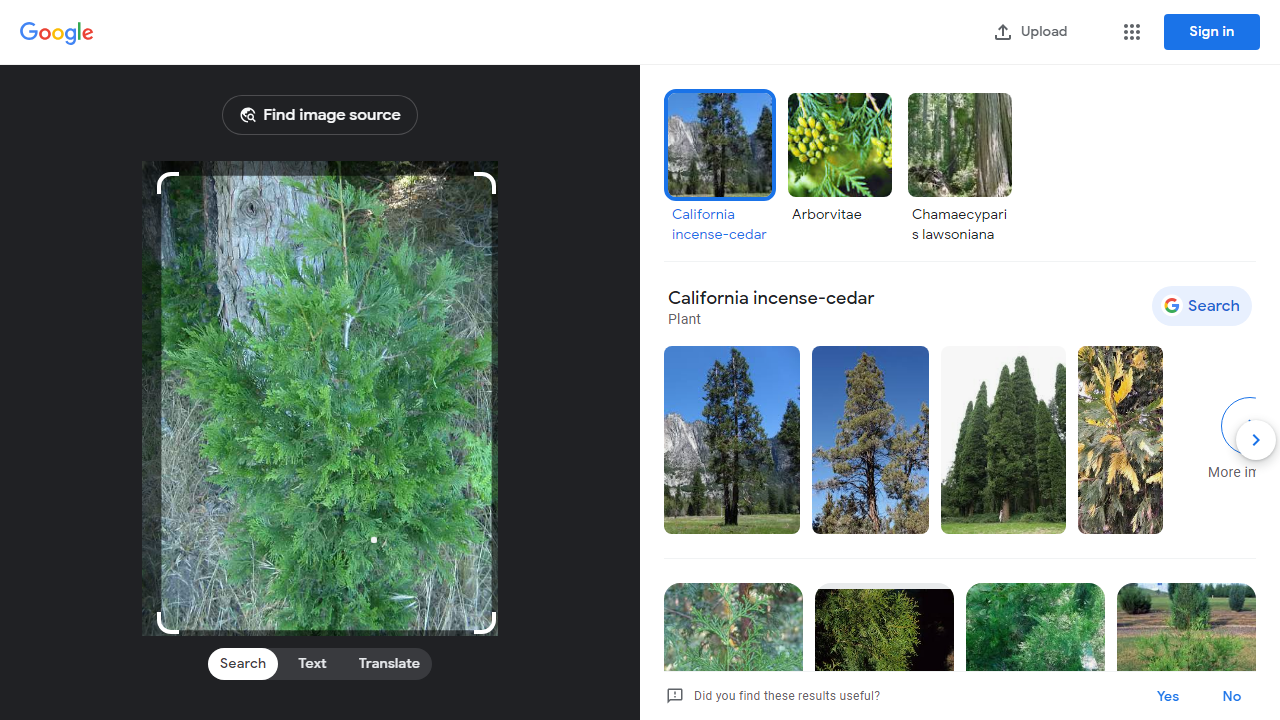 Google
Upload
Sign in
Find image source
California
incense-cedar
Arborvitae
Chamaecypari
s lawsoniana
California incense-cedar
Plant
Search
More im
Search
Text
Translate
Did you find these results useful?
Yes
No